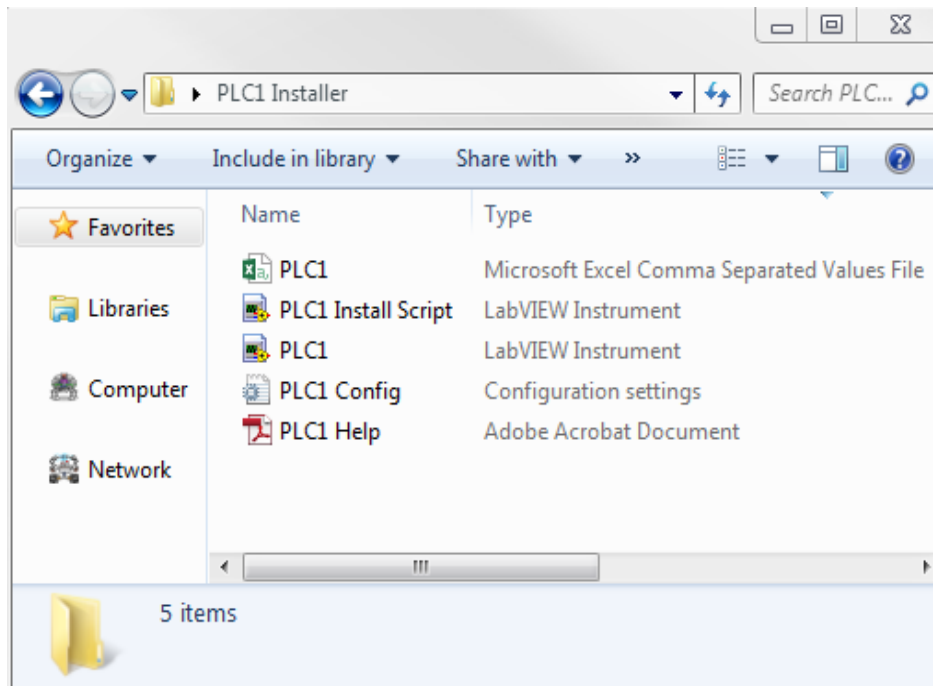 PLC1 Installer
Search PLC...
Organize
Include in library
Share with
»
Favorites
Libraries
Computer
Network
Name Type
PLC1 Microsoft Excel Comma Separated Values File
PLC1 Install Script LabVIEW Instrument
PLC1 LabVIEW Instrument
PLC1 Config Configuration settings
PLC1 Help Adobe Acrobat Document
5 items